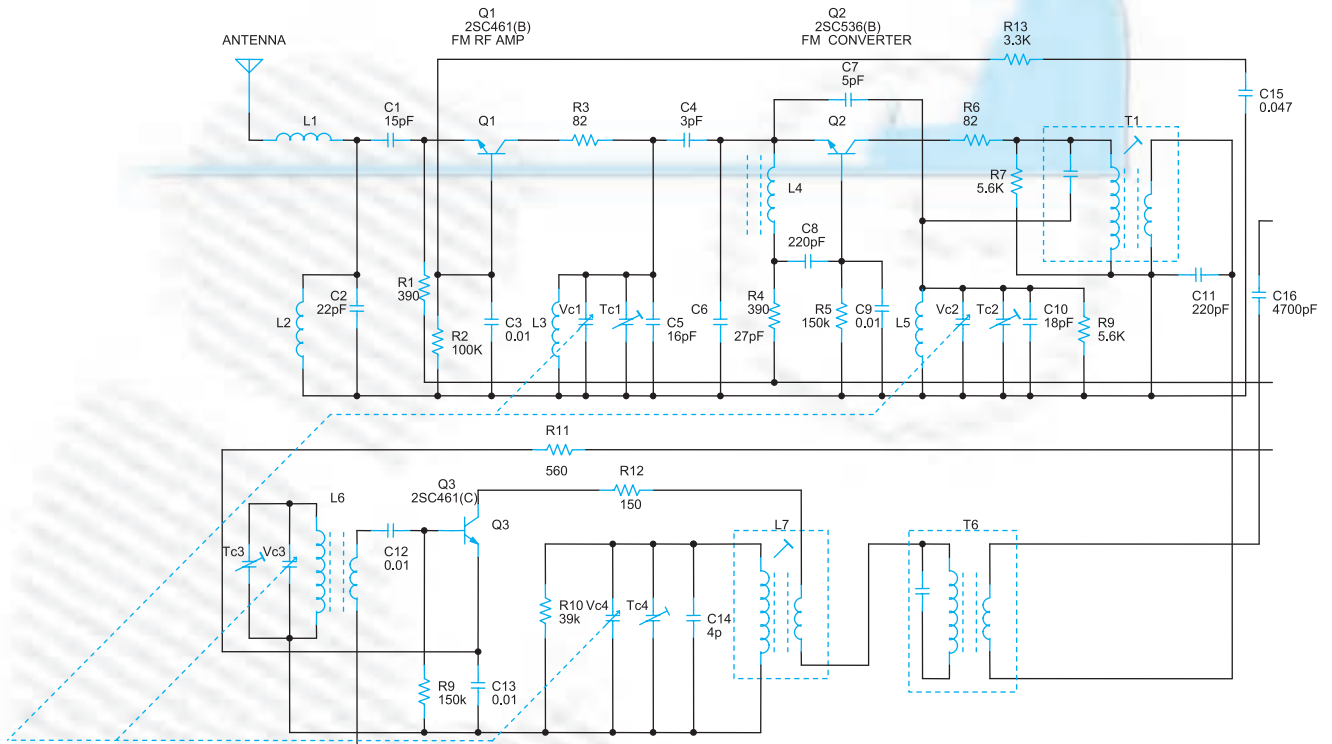 Q1
2SC461(B)
FM RF AMP
Q2
2SC536(B)
FM CONVERTER
R13
3.3K
ANTENNA
C7
5pF
C15
0.047
L1
C1
15pF
Q1
R3
82
C4
3pF
Q2
R6
82
T1
R7
5.6K
L4
C8
220pF
L2
C2
22pF
R1
390
R2
100K
C3
0.01
L3
Vc1
Tc1
C5
16pF
C6
27pF
R4
390
R5
150k
C9
0.01
L5
Vc2
Tc2
C10
18pF
R9
5.6K
C11
220pF
C16
4700pF
R11
560
R12
150
Q3
2SC461(C)
L6
Q3
L7
T6
Tc3
Vc3
C12
0.01
R10
39k
Vc4
Tc4
C14
4p
R9
150k
C13
0.01